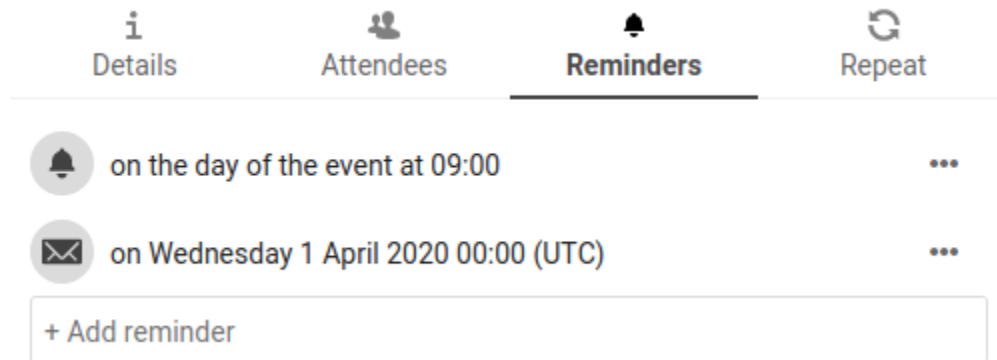 Details Attendees Reminders Repeat
on the day of the event at 09:00
on Wednesday 1 April 2020 00:00 (UTC)
+ Add reminder